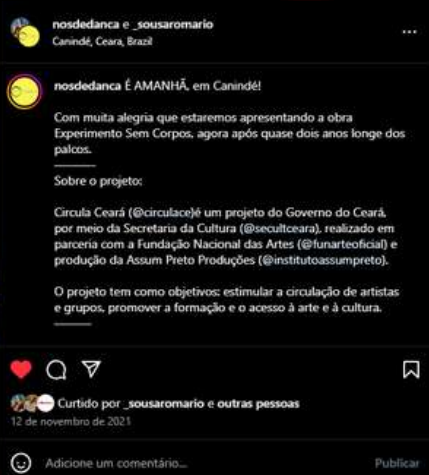 nosdedanca e _sousaromario
Canindé, Ceara, Brazil
nosdedanca É AMANHÃ, em Canindé!
Com muita alegria que estaremos apresentando a obra
Experimento Sem Corpos, agora após quase dois anos longe dos
palcos.
Sobre o projeto:
Circula Ceará (@circulace)é um projeto do Governo do Ceará,
por meio da Secretaria da Cultura (@secultceara), realizado em
parceria com a Fundação Nacional das Artes (@funarteoficial) e
produção da Assum Preto Produções (@institutoassumpreto).
O projeto tem como objetivos: estimular a circulação de artistas
e grupos, promover a formação e o acesso à arte e à cultura.
Curtido por _sousaromario e outras pessoas
12 de novembro de 2021
Adicione um comentário...
Publicar